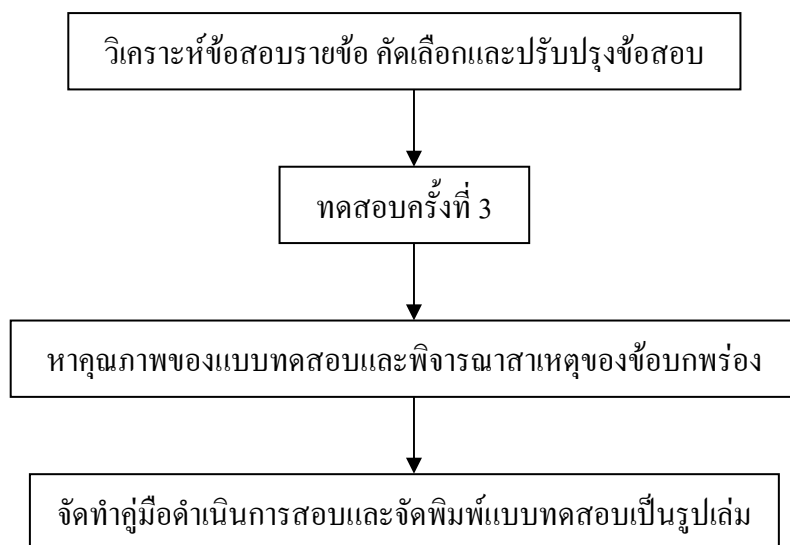 วิเคราะห์ข้อสอบรายข้อ คัดเลือกและปรับปรุงข้อสอบ
ทดสอบครั้งที่ 3
หาคุณภาพของแบบทดสอบและพิจารณาสาเหตุของข้อบกพร่อง
จัดทำคู่มือดำเนินการสอบและจัดพิมพ์แบบทดสอบเป็นรูปเล่ม